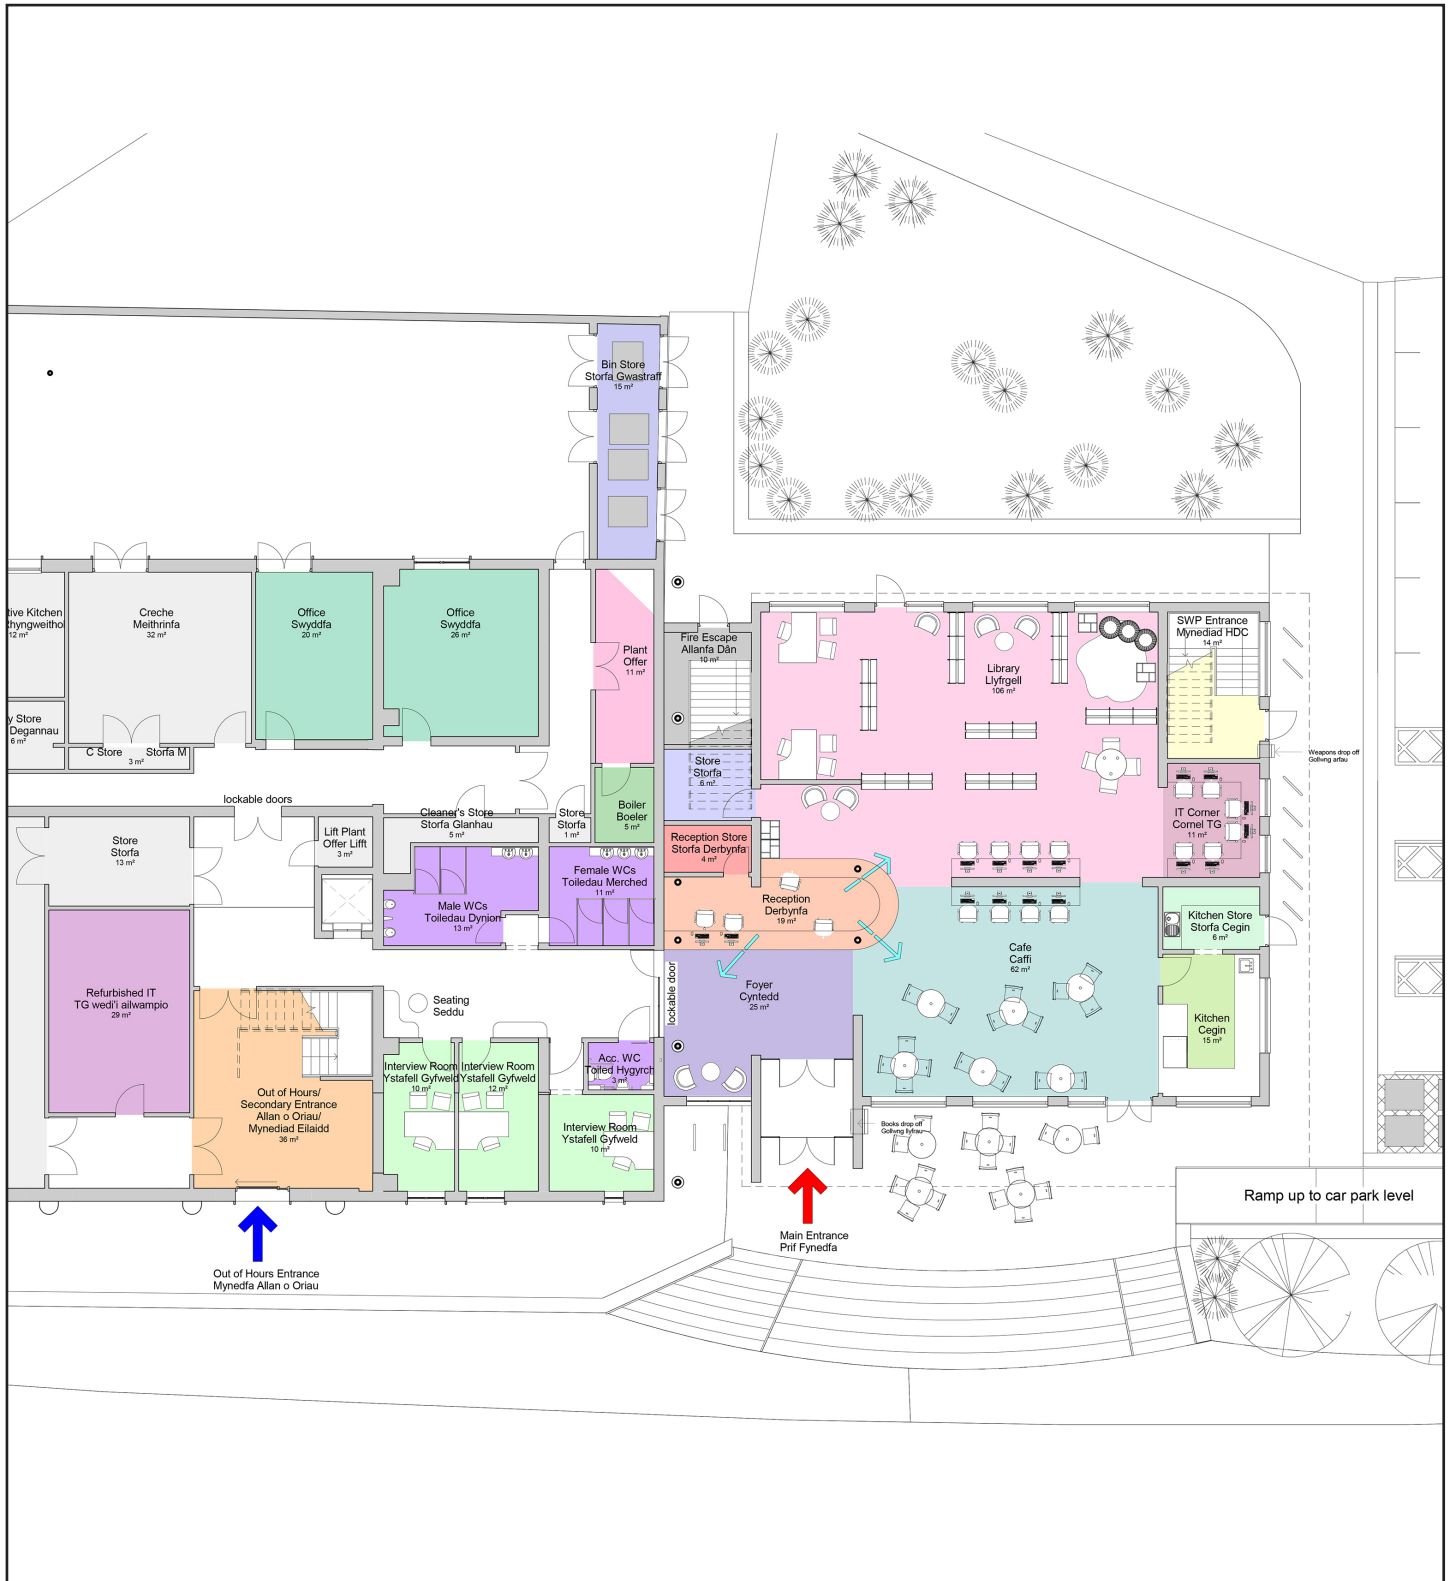 Bin Store
Storfa Gwastraff
15 m²
tive Kitchen
Rhyngweithol
12 m²
Creche
Meithrinfa
32 m²
Office
Swyddfa
20 m²
Office
Swyddfa
26 m²
Plant
Offer
11 m²
Fire Escape
Allanfa Dân
10 m²
Library
Llyfrgell
106 m²
SWP Entrance
Mynediad HDC
14 m²
y Store
Degannau
6 m²
C Store
Storfa M
3 m²
Store
Storfa
6 m²
Weapons drop off
Gollwng arfau
lockable doors
Cleaner's Store
Storfa Glanhau
5 m²
Store
Storfa
1 m²
Boiler
Boeler
5 m²
IT Corner
Cornel TG
11 m²
Store
Storfa
13 m²
Lift Plant
Offer Lifft
3 m²
Reception Store
Storfa Derbynfa
4 m²
Female WCs
Toiledau Merched
11 m²
Male WCs
Toiledau Dynion
13 m²
Reception
Derbynfa
19 m²
Kitchen Store
Storfa Cegin
6 m²
Cafe
Caffi
62 m²
Refurbished IT
TG wedi'i ailwampio
29 m²
Seating
Seddu
lockable door
Foyer
Cyntedd
25 m²
Kitchen
Cegin
15 m²
Interview Room
Ystafell Gyfweld
10 m²
Interview Room
Ystafell Gyfweld
12 m²
Acc. WC
Toiled Hygyrch
3 m²
Out of Hours/
Secondary Entrance
Allan o Oriau/
Mynediad Eilaidd
36 m²
Interview Room
Ystafell Gyfweld
10 m²
Books drop off
Gollwng llyfrau
Ramp up to car park level
Main Entrance
Prif Fynedfa
Out of Hours Entrance
Mynedfa Allan o Oriau